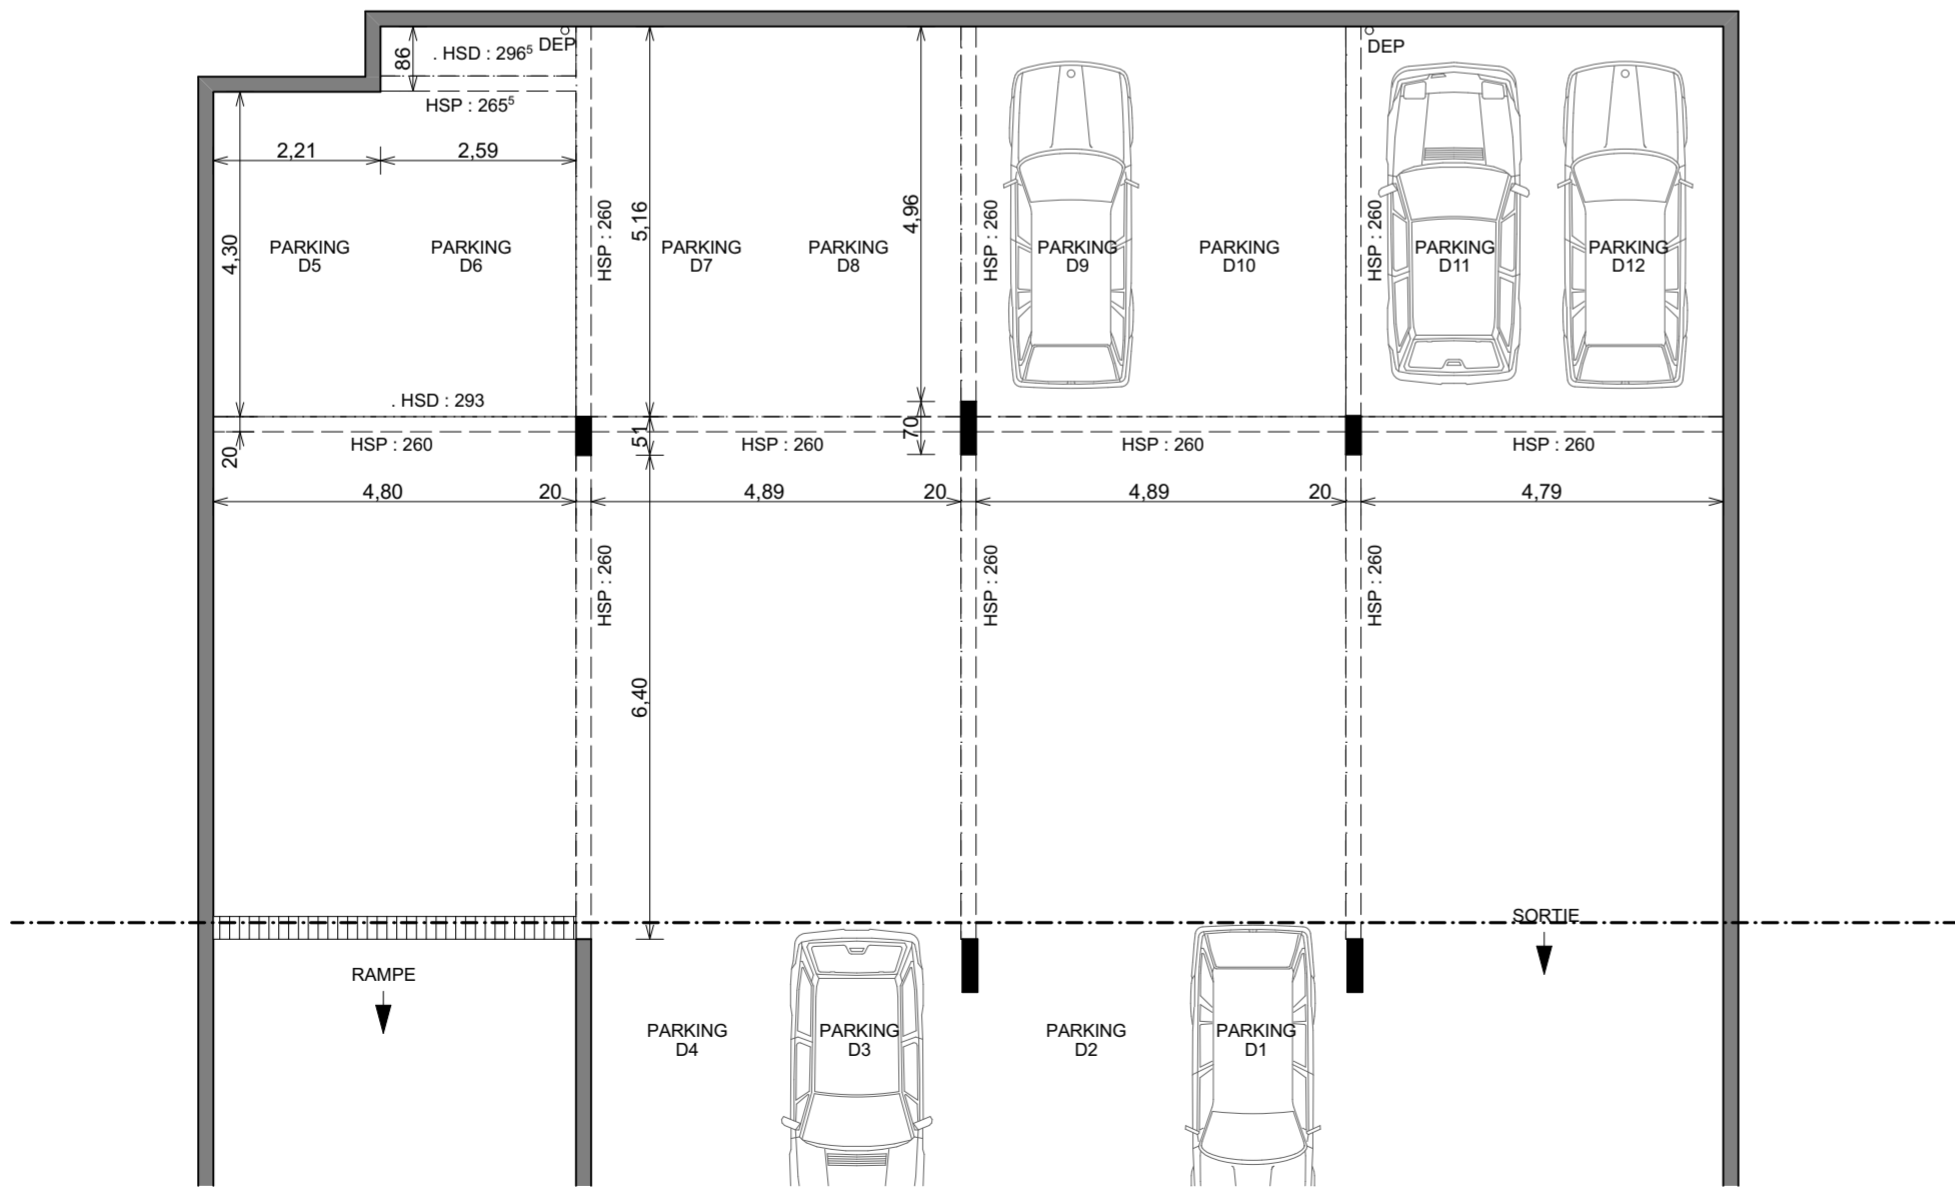 86
. HSD : 296⁵
DEP
DEP
HSP : 265⁵
2,21
2,59
4,30
HSP : 260
5,16
4,96
HSP : 260
HSP : 260
PARKING
D5
PARKING
D6
PARKING
D7
PARKING
D8
PARKING
D9
PARKING
D10
PARKING
D11
PARKING
D12
. HSD : 293
20
HSP : 260
51
HSP : 260
70
HSP : 260
HSP : 260
4,80
20
4,89
20
4,89
20
4,79
HSP : 260
HSP : 260
HSP : 260
6,40
SORTIE
RAMPE
PARKING
D4
PARKING
D3
PARKING
D2
PARKING
D1